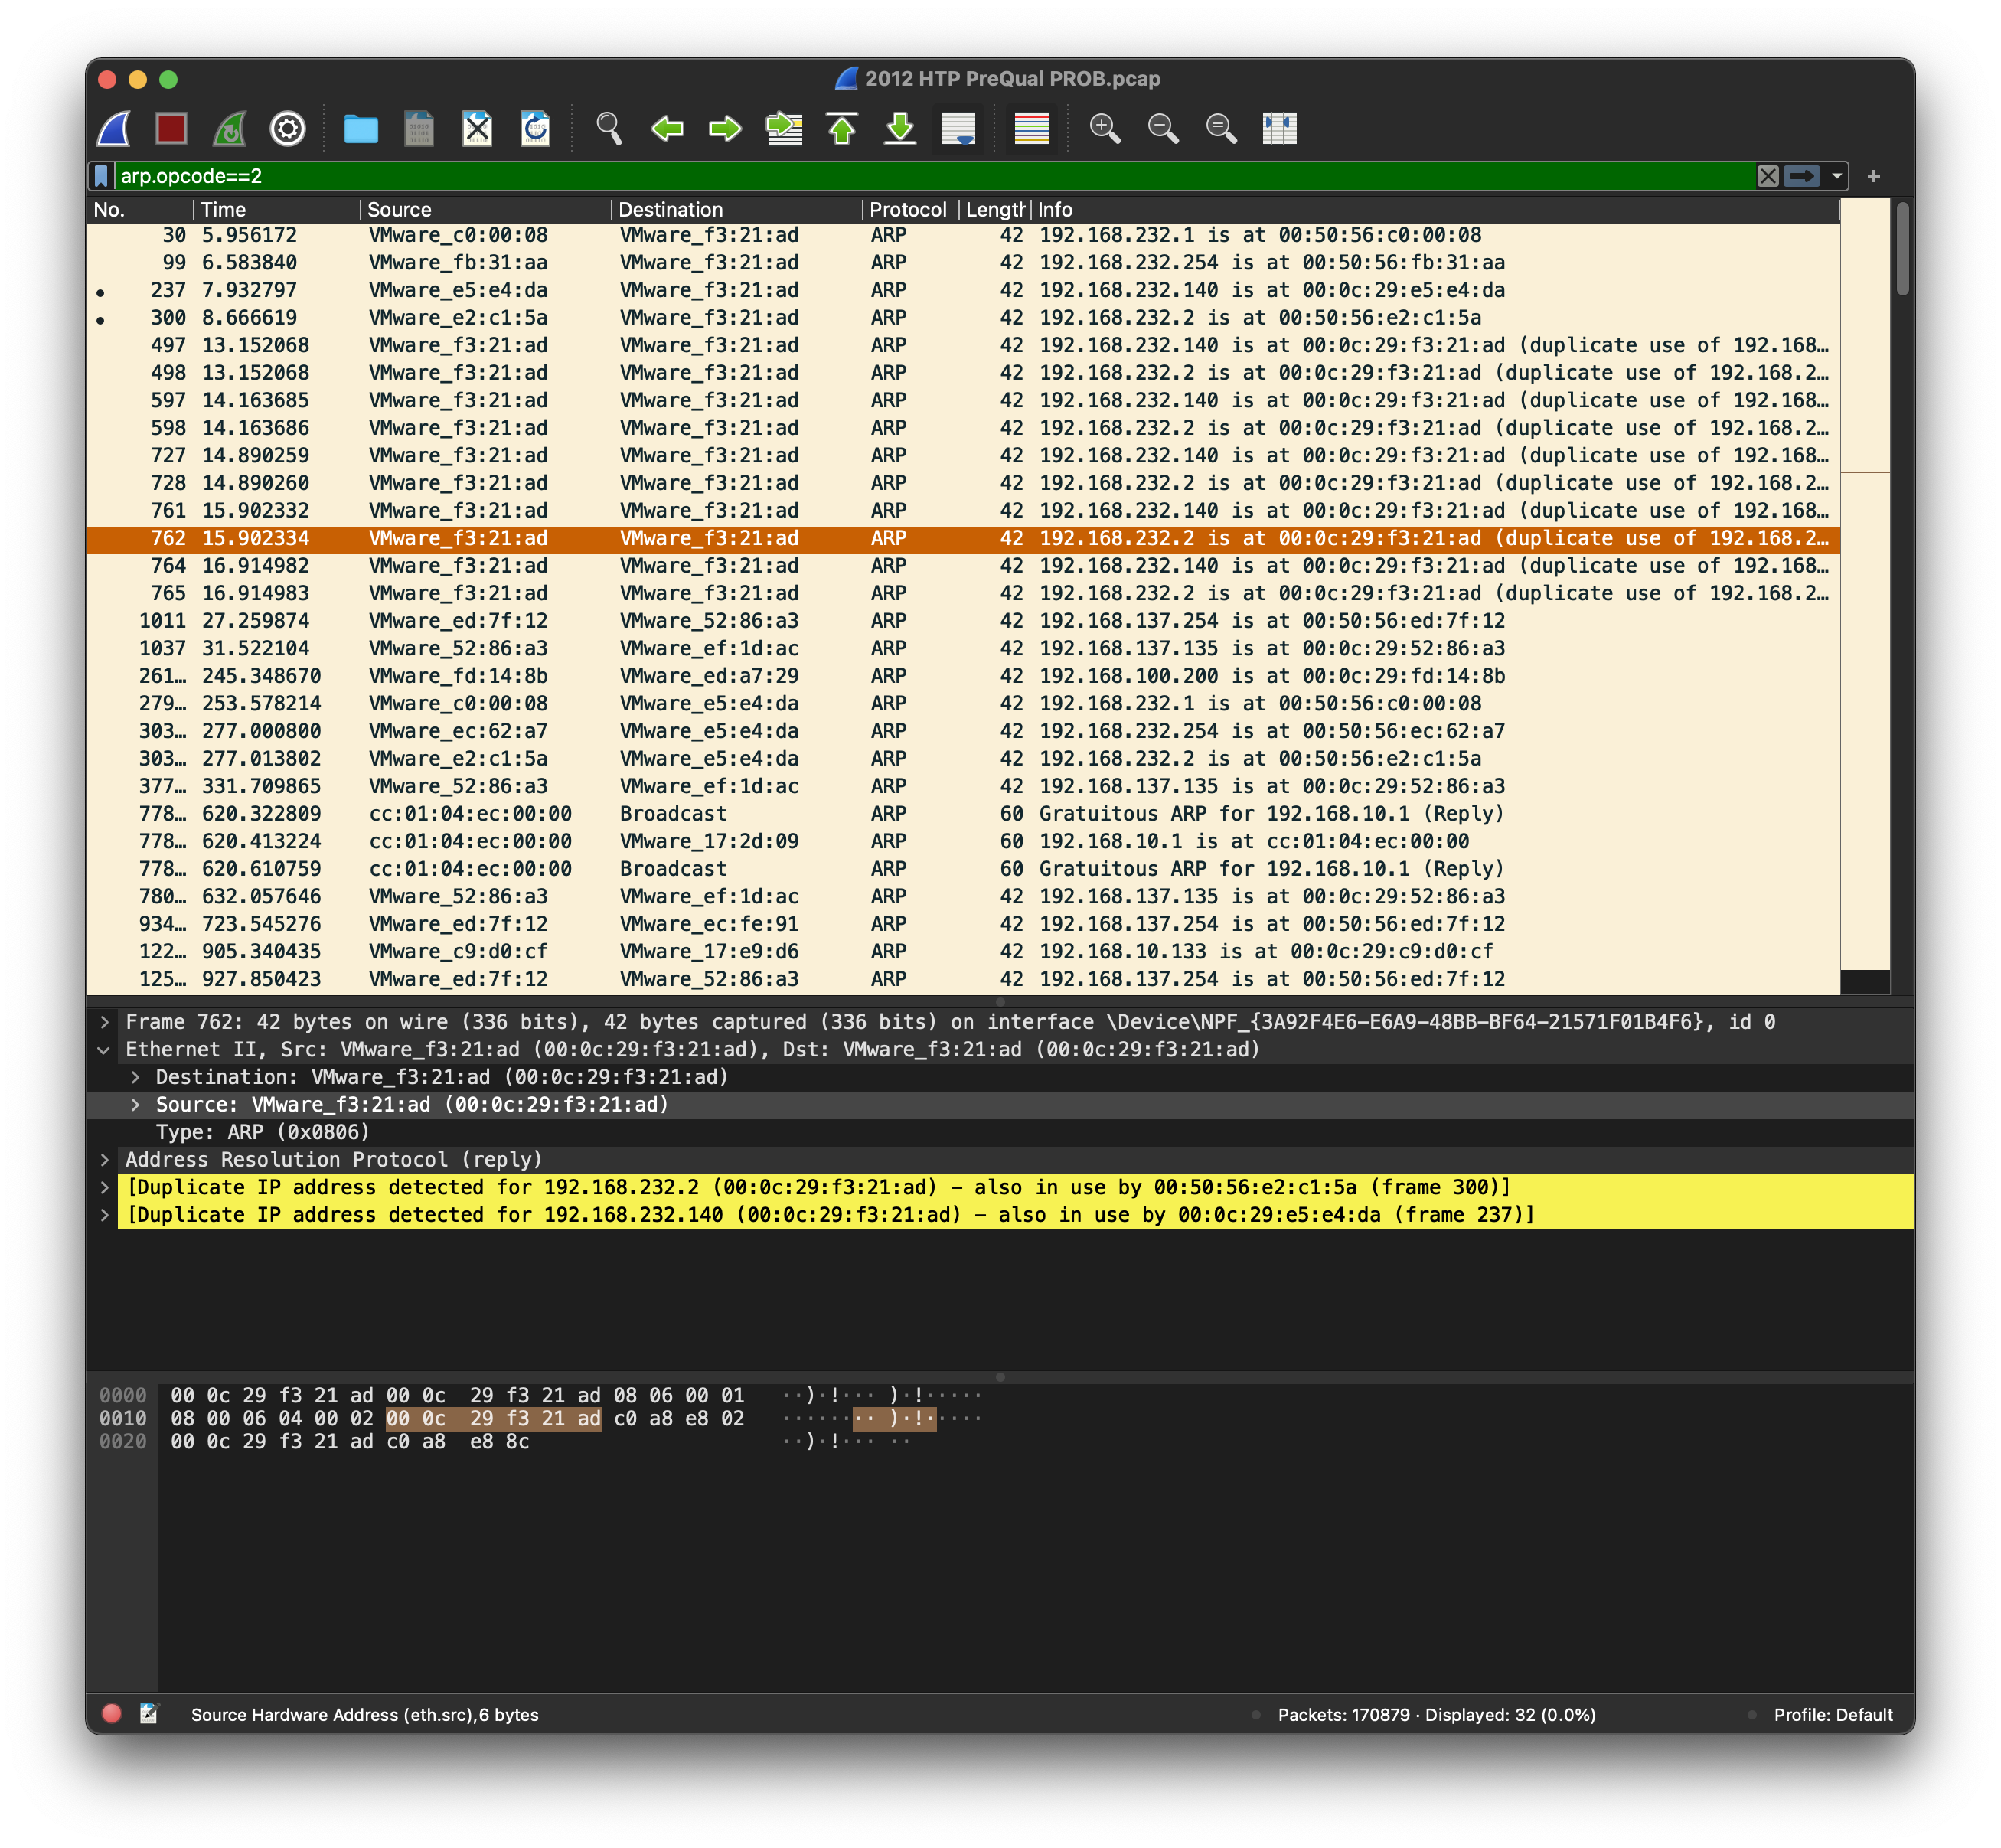 2012 HTP PreQual PROB.pcap
arp.opcode==2
No. Time Source Destination Protocol Length Info
30 5.956172 VMware_c0:00:08 VMware_f3:21:ad ARP 42 192.168.232.1 is at 00:50:56:c0:00:08
99 6.583840 VMware_fb:31:aa VMware_f3:21:ad ARP 42 192.168.232.254 is at 00:50:56:fb:31:aa
237 7.932797 VMware_e5:e4:da VMware_f3:21:ad ARP 42 192.168.232.140 is at 00:0c:29:e5:e4:da
300 8.666619 VMware_e2:c1:5a VMware_f3:21:ad ARP 42 192.168.232.2 is at 00:50:56:e2:c1:5a
497 13.152068 VMware_f3:21:ad VMware_f3:21:ad ARP 42 192.168.232.140 is at 00:0c:29:f3:21:ad (duplicate use of 192.168…
498 13.152068 VMware_f3:21:ad VMware_f3:21:ad ARP 42 192.168.232.2 is at 00:0c:29:f3:21:ad (duplicate use of 192.168.2…
597 14.163685 VMware_f3:21:ad VMware_f3:21:ad ARP 42 192.168.232.140 is at 00:0c:29:f3:21:ad (duplicate use of 192.168…
598 14.163686 VMware_f3:21:ad VMware_f3:21:ad ARP 42 192.168.232.2 is at 00:0c:29:f3:21:ad (duplicate use of 192.168.2…
727 14.890259 VMware_f3:21:ad VMware_f3:21:ad ARP 42 192.168.232.140 is at 00:0c:29:f3:21:ad (duplicate use of 192.168…
728 14.890260 VMware_f3:21:ad VMware_f3:21:ad ARP 42 192.168.232.2 is at 00:0c:29:f3:21:ad (duplicate use of 192.168.2…
761 15.902332 VMware_f3:21:ad VMware_f3:21:ad ARP 42 192.168.232.140 is at 00:0c:29:f3:21:ad (duplicate use of 192.168…
762 15.902334 VMware_f3:21:ad VMware_f3:21:ad ARP 42 192.168.232.2 is at 00:0c:29:f3:21:ad (duplicate use of 192.168.2…
764 16.914982 VMware_f3:21:ad VMware_f3:21:ad ARP 42 192.168.232.140 is at 00:0c:29:f3:21:ad (duplicate use of 192.168…
765 16.914983 VMware_f3:21:ad VMware_f3:21:ad ARP 42 192.168.232.2 is at 00:0c:29:f3:21:ad (duplicate use of 192.168.2…
1011 27.259874 VMware_ed:7f:12 VMware_52:86:a3 ARP 42 192.168.137.254 is at 00:50:56:ed:7f:12
1037 31.522104 VMware_52:86:a3 VMware_ef:1d:ac ARP 42 192.168.137.135 is at 00:0c:29:52:86:a3
261… 245.348670 VMware_fd:14:8b VMware_ed:a7:29 ARP 42 192.168.100.200 is at 00:0c:29:fd:14:8b
279… 253.578214 VMware_c0:00:08 VMware_e5:e4:da ARP 42 192.168.232.1 is at 00:50:56:c0:00:08
303… 277.000800 VMware_ec:62:a7 VMware_e5:e4:da ARP 42 192.168.232.254 is at 00:50:56:ec:62:a7
303… 277.013802 VMware_e2:c1:5a VMware_e5:e4:da ARP 42 192.168.232.2 is at 00:50:56:e2:c1:5a
377… 331.709865 VMware_52:86:a3 VMware_ef:1d:ac ARP 42 192.168.137.135 is at 00:0c:29:52:86:a3
778… 620.322809 cc:01:04:ec:00:00 Broadcast ARP 60 Gratuitous ARP for 192.168.10.1 (Reply)
778… 620.413224 cc:01:04:ec:00:00 VMware_17:2d:09 ARP 60 192.168.10.1 is at cc:01:04:ec:00:00
778… 620.610759 cc:01:04:ec:00:00 Broadcast ARP 60 Gratuitous ARP for 192.168.10.1 (Reply)
780… 632.057646 VMware_52:86:a3 VMware_ef:1d:ac ARP 42 192.168.137.135 is at 00:0c:29:52:86:a3
934… 723.545276 VMware_ed:7f:12 VMware_ec:fe:91 ARP 42 192.168.137.254 is at 00:50:56:ed:7f:12
122… 905.340435 VMware_c9:d0:cf VMware_17:e9:d6 ARP 42 192.168.10.133 is at 00:0c:29:c9:d0:cf
125… 927.850423 VMware_ed:7f:12 VMware_52:86:a3 ARP 42 192.168.137.254 is at 00:50:56:ed:7f:12
Frame 762: 42 bytes on wire (336 bits), 42 bytes captured (336 bits) on interface \Device\NPF_{3A92F4E6-E6A9-48BB-BF64-21571F01B4F6}, id 0
Ethernet II, Src: VMware_f3:21:ad (00:0c:29:f3:21:ad), Dst: VMware_f3:21:ad (00:0c:29:f3:21:ad)
Destination: VMware_f3:21:ad (00:0c:29:f3:21:ad)
Source: VMware_f3:21:ad (00:0c:29:f3:21:ad)
Type: ARP (0x0806)
Address Resolution Protocol (reply)
[Duplicate IP address detected for 192.168.232.2 (00:0c:29:f3:21:ad) - also in use by 00:50:56:e2:c1:5a (frame 300)]
[Duplicate IP address detected for 192.168.232.140 (00:0c:29:f3:21:ad) - also in use by 00:0c:29:e5:e4:da (frame 237)]
0000 00 0c 29 f3 21 ad 00 0c 29 f3 21 ad 08 06 00 01 ··)·!··· )·!·····
0010 08 00 06 04 00 02 00 0c 29 f3 21 ad c0 a8 e8 02 ········ )·!·····
0020 00 0c 29 f3 21 ad c0 a8 e8 8c ··)·!··· ··
Source Hardware Address (eth.src),6 bytes
Packets: 170879 · Displayed: 32 (0.0%)
Profile: Default